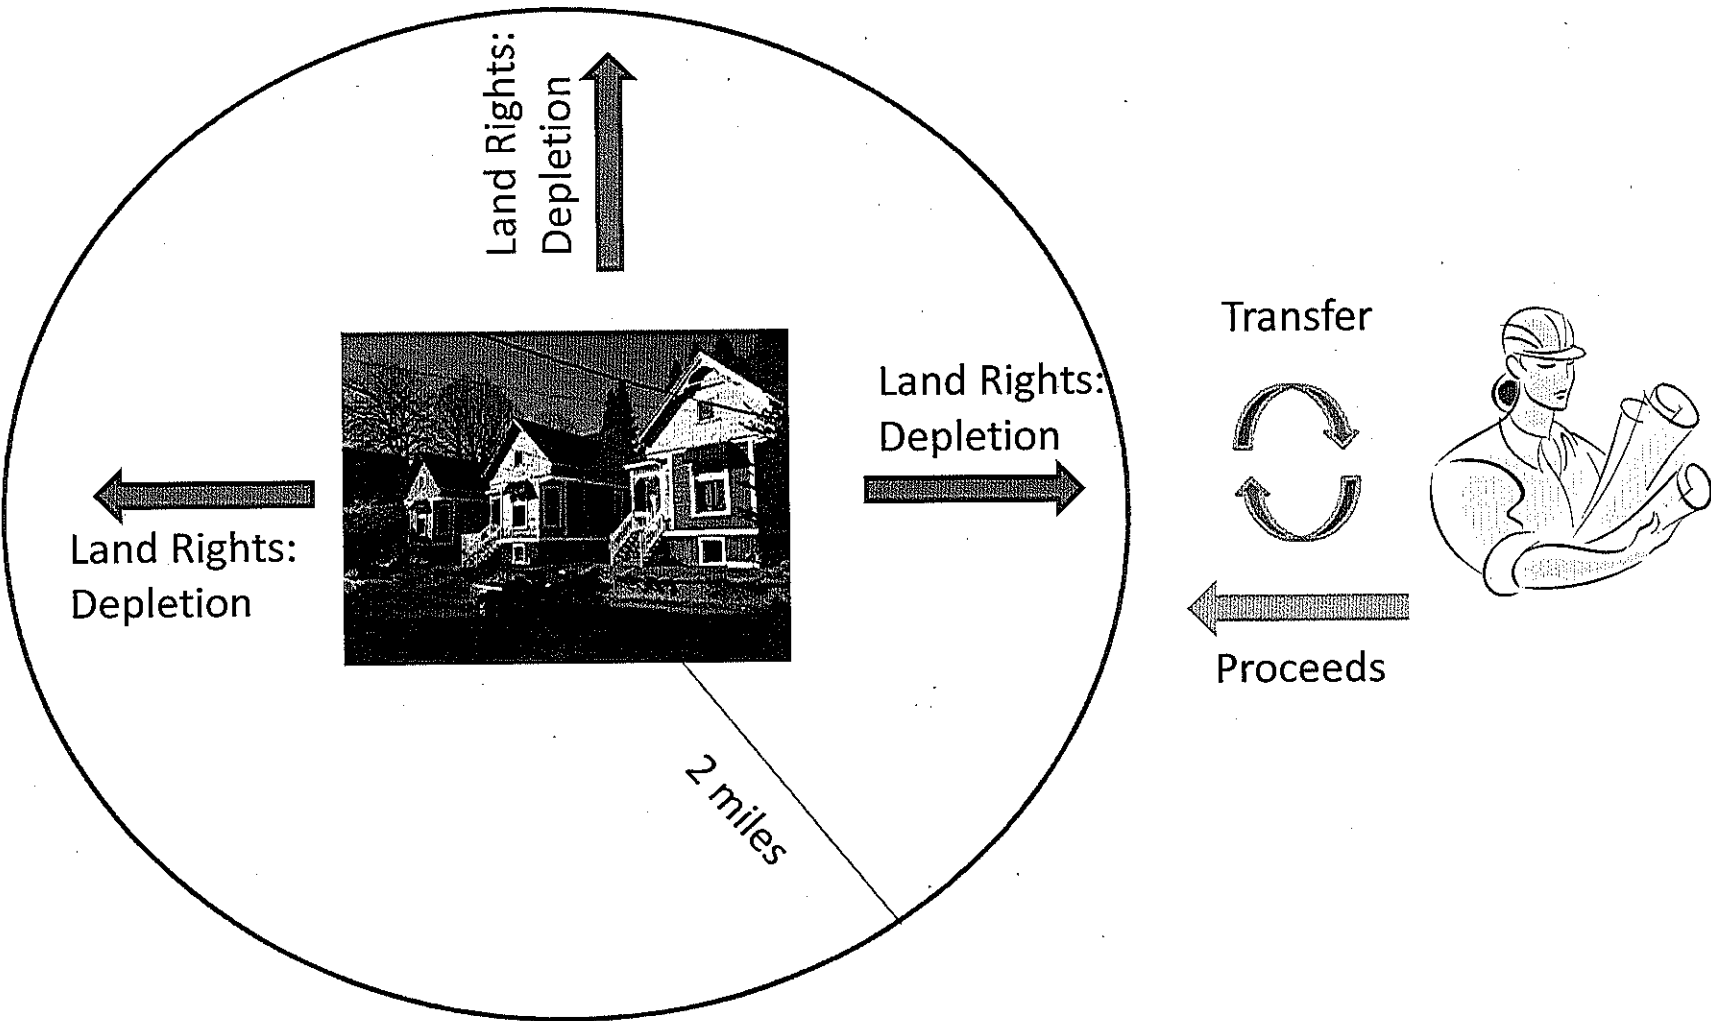 Land Rights:
Depletion
Land Rights:
Depletion
Land Rights:
Depletion
2 miles
Transfer
Proceeds